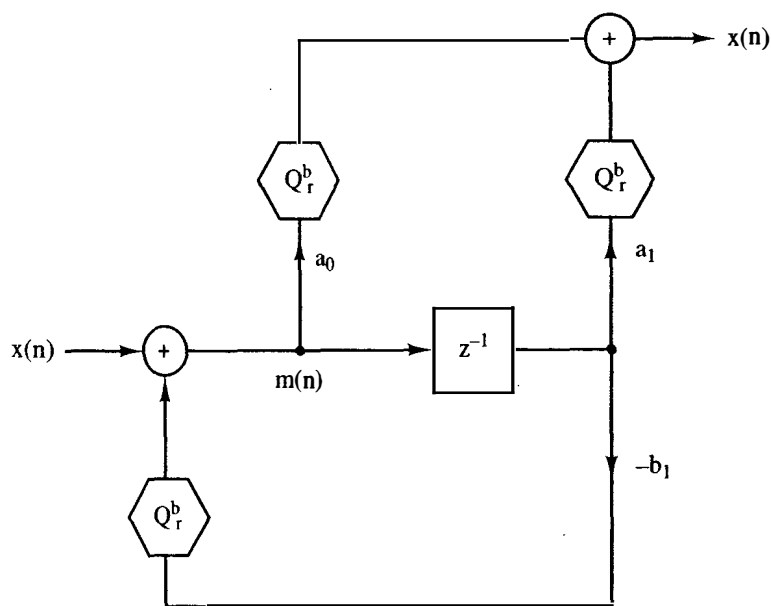 + x(n)
Q_r^b Q_r^b
a_0 a_1
x(n) + z^{-1}
m(n)
-b_1
Q_r^b